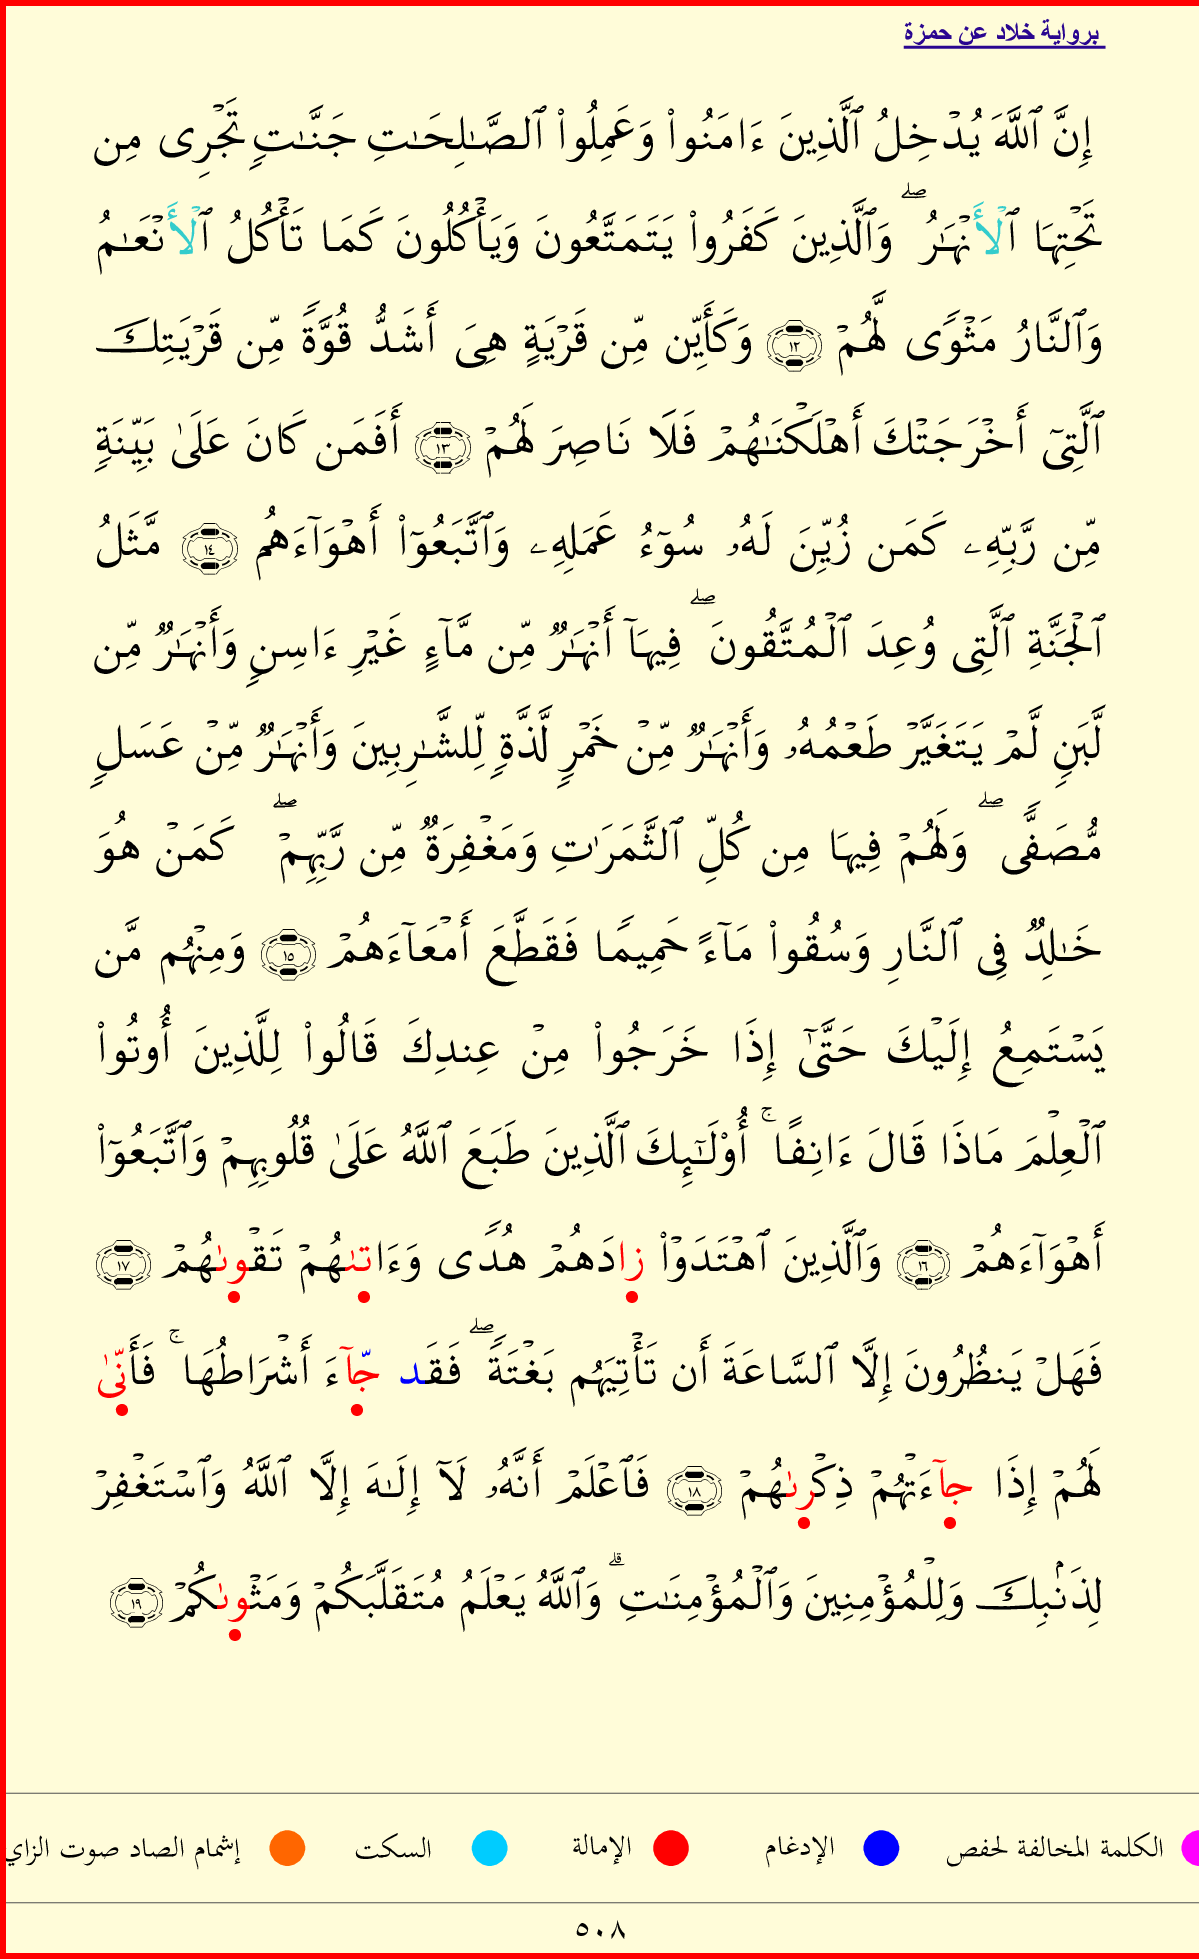 برواية خلاد عن حمزة
إِنَّ ٱللَّهَ يُدۡخِلُ ٱلَّذِينَ ءَامَنُواْ وَعَمِلُواْ ٱلصَّٰلِحَٰتِ جَنَّٰتٖ تَجۡرِي مِن
تَحۡتِهَا ٱلۡأَنۡهَٰرُۖ وَٱلَّذِينَ كَفَرُواْ يَتَمَتَّعُونَ وَيَأۡكُلُونَ كَمَا تَأۡكُلُ ٱلۡأَنۡعَٰمُ
وَٱلنَّارُ مَثۡوٗى لَّهُمۡ ١٢ وَكَأَيِّن مِّن قَرۡيَةٍ هِيَ أَشَدُّ قُوَّةٗ مِّن قَرۡيَتِكَ
ٱلَّتِيٓ أَخۡرَجَتۡكَ أَهۡلَكۡنَٰهُمۡ فَلَا نَاصِرَ لَهُمۡ ١٣ أَفَمَن كَانَ عَلَىٰ بَيِّنَةٖ
مِّن رَّبِّهِۦ كَمَن زُيِّنَ لَهُۥ سُوٓءُ عَمَلِهِۦ وَٱتَّبَعُوٓاْ أَهۡوَآءَهُم ١٤ مَّثَلُ
ٱلۡجَنَّةِ ٱلَّتِي وُعِدَ ٱلۡمُتَّقُونَۖ فِيهَآ أَنۡهَٰرٞ مِّن مَّآءٍ غَيۡرِ ءَاسِنٖ وَأَنۡهَٰرٞ مِّن
لَّبَنٖ لَّمۡ يَتَغَيَّرۡ طَعۡمُهُۥ وَأَنۡهَٰرٞ مِّنۡ خَمۡرٖ لَّذَّةٖ لِّلشَّٰرِبِينَ وَأَنۡهَٰرٞ مِّنۡ عَسَلٖ
مُّصَفّٗىۖ وَلَهُمۡ فِيهَا مِن كُلِّ ٱلثَّمَرَٰتِ وَمَغۡفِرَةٞ مِّن رَّبِّهِمۡۖ كَمَنۡ هُوَ
خَٰلِدٞ فِي ٱلنَّارِ وَسُقُواْ مَآءً حَمِيمٗا فَقَطَّعَ أَمۡعَآءَهُمۡ ١٥ وَمِنۡهُم مَّن
يَسۡتَمِعُ إِلَيۡكَ حَتَّىٰٓ إِذَا خَرَجُواْ مِنۡ عِندِكَ قَالُواْ لِلَّذِينَ أُوتُواْ
ٱلۡعِلۡمَ مَاذَا قَالَ ءَانِفًاۚ أُوْلَٰٓئِكَ ٱلَّذِينَ طَبَعَ ٱللَّهُ عَلَىٰ قُلُوبِهِمۡ وَٱتَّبَعُوٓاْ
أَهۡوَآءَهُمۡ ١٦ وَٱلَّذِينَ ٱهۡتَدَوۡاْ زَادَهُمۡ هُدٗى وَءَاتَىٰهُمۡ تَقۡوَىٰهُمۡ ١٧
فَهَلۡ يَنظُرُونَ إِلَّا ٱلسَّاعَةَ أَن تَأۡتِيَهُم بَغۡتَةٗۖ فَقَد جَّآءَ أَشۡرَاطُهَاۚ فَأَنَّىٰ
لَهُمۡ إِذَا جَآءَتۡهُمۡ ذِكۡرَىٰهُمۡ ١٨ فَٱعۡلَمۡ أَنَّهُۥ لَآ إِلَٰهَ إِلَّا ٱللَّهُ وَٱسۡتَغۡفِرۡ
لِذَنۢبِكَ وَلِلۡمُؤۡمِنِينَ وَٱلۡمُؤۡمِنَٰتِۗ وَٱللَّهُ يَعۡلَمُ مُتَقَلَّبَكُمۡ وَمَثۡوَىٰكُمۡ ١٩
الكلمة المخالفة لحفص الإدغام الإمالة السكت إشمام الصاد صوت الزاي
٥٠٨